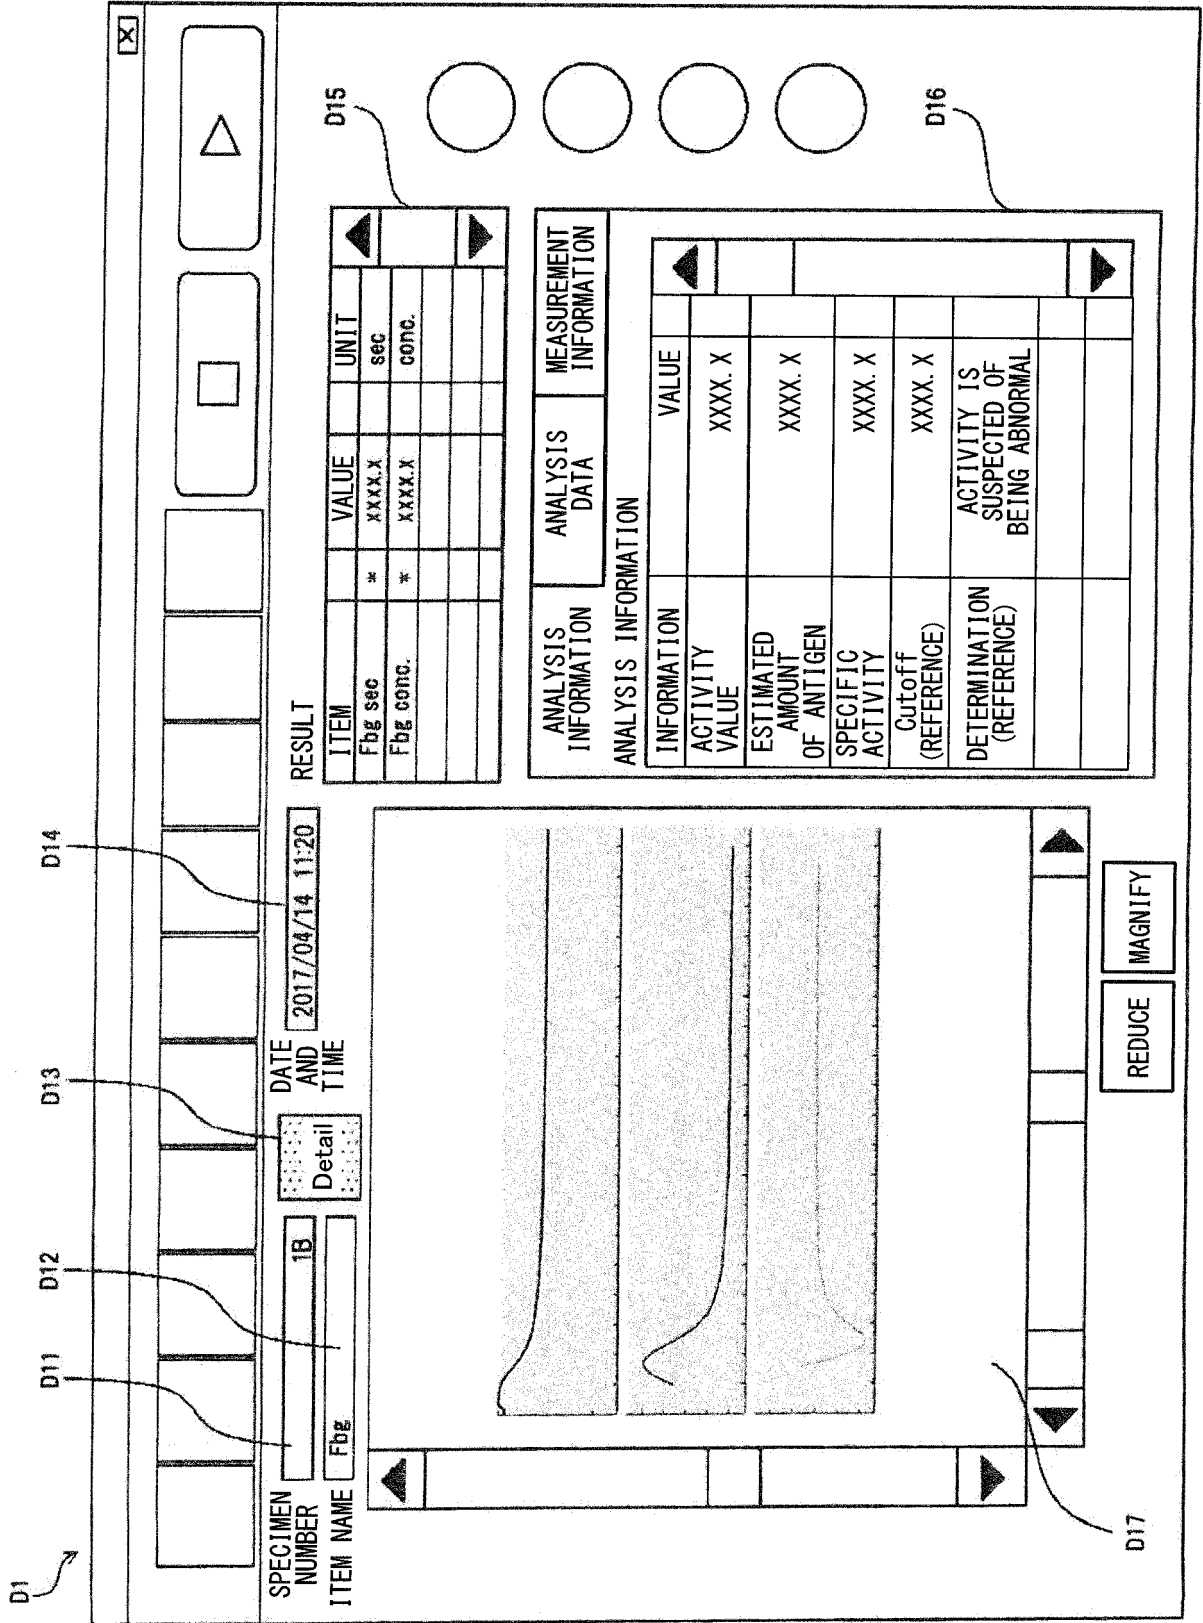 D1
D11
D12
D13
D14
SPECIMEN
NUMBER
1B
Detail
DATE
AND
TIME
2017/04/14 11:20
ITEM NAME
Fbg
RESULT
D15
ITEM VALUE UNIT
Fbg sec * XXXX.X sec
Fbg conc. * XXXX.X conc.
ANALYSIS
INFORMATION
ANALYSIS
DATA
MEASUREMENT
INFORMATION
ANALYSIS INFORMATION
INFORMATION VALUE
ACTIVITY
VALUE
XXXX. X
ESTIMATED
AMOUNT
OF ANTIGEN
XXXX. X
SPECIFIC
ACTIVITY
XXXX. X
Cutoff
(REFERENCE)
XXXX. X
DETERMINATION
(REFERENCE)
ACTIVITY IS
SUSPECTED OF
BEING ABNORMAL
D16
D17
REDUCE
MAGNIFY